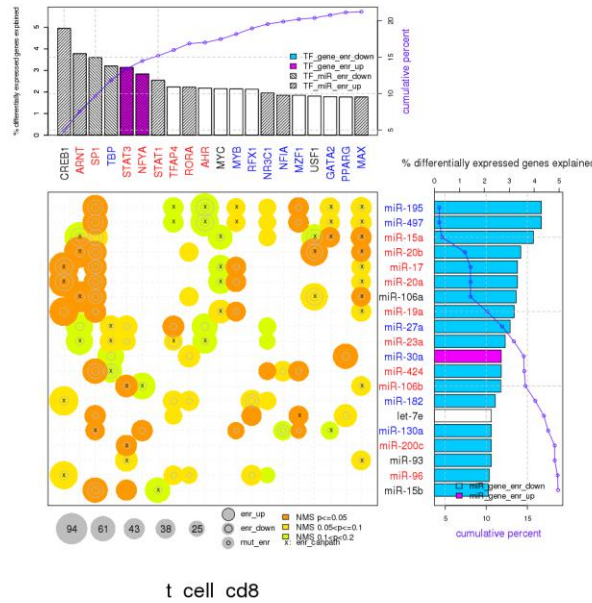 % differentially expressed genes explained
0 1 2 3 4 5
TF_gene_enr_down
TF_gene_enr_up
TF_miR_enr_down
TF_miR_enr_up
5 10 15 20
cumulative percent
CREB1 ARNT SP1 TBP STAT3 NFYA STAT1 TFAP4 RORA AHR MYC MYB RFX1 NR3C1 NFIA MZF1 USF1 GATA2 PPARG MAX
% differentially expressed genes explained
0 1 2 3 4 5
miR-195
miR-497
miR-15a
miR-20b
miR-17
miR-20a
miR-106a
miR-19a
miR-27a
miR-23a
miR-30a
miR-424
miR-106b
miR-182
let-7e
miR-130a
miR-200c
miR-93
miR-96
miR-15b
miR_gene_enr_down
miR_gene_enr_up
5 10 15
cumulative percent
94 61 43 38 25
enr_up
enr_down
mut_enr
NMS p<=0.05
NMS 0.05<p<=0.1
NMS 0.1<p<0.2
x: enr_canpath
t_cell_cd8